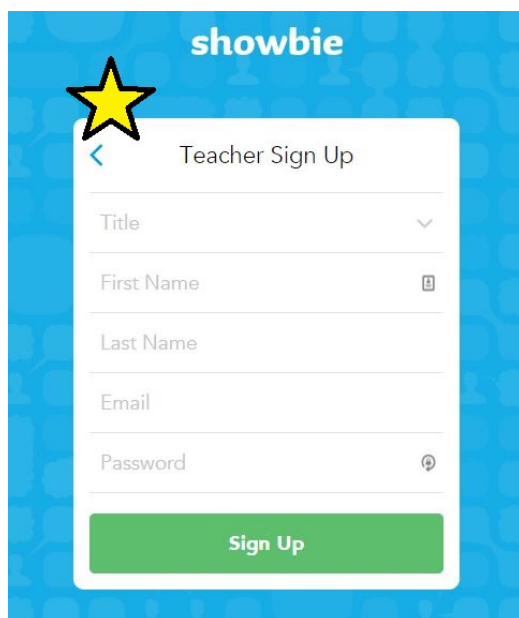 showbie
Teacher Sign Up
Title
First Name
Last Name
Email
Password
Sign Up